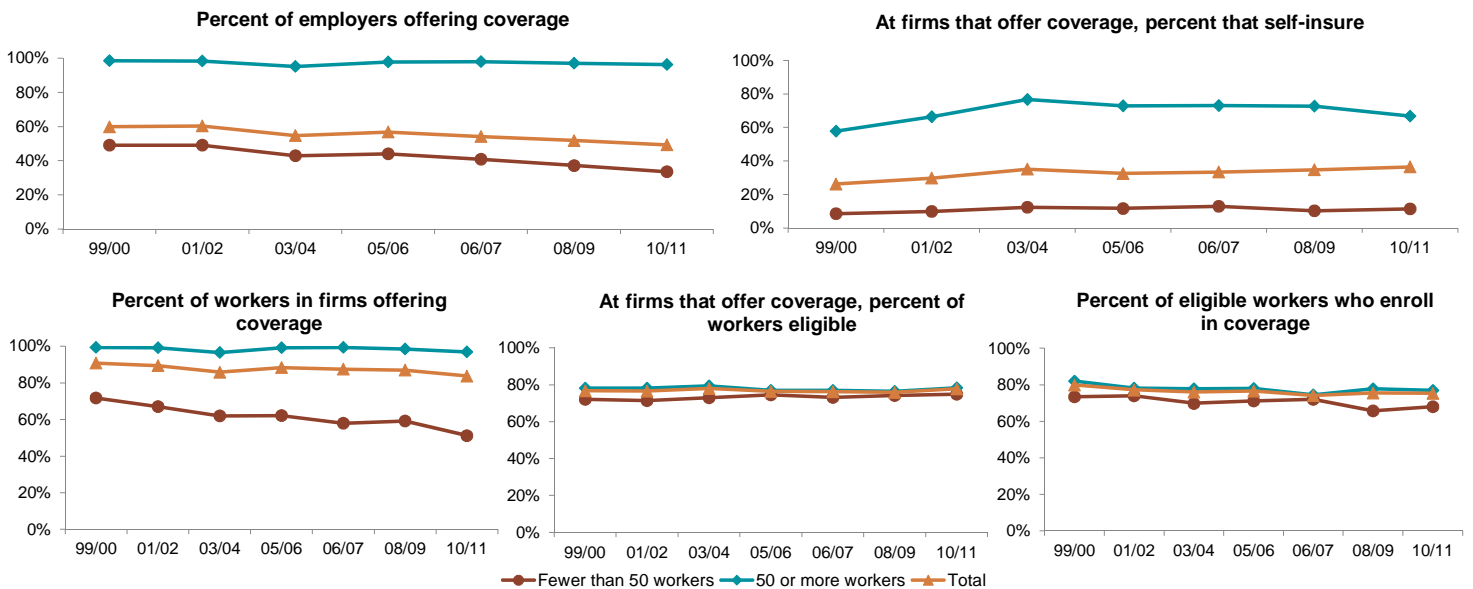 Percent of employers offering coverage
100%
80%
60%
40%
20%
0%
99/00 01/02 03/04 05/06 06/07 08/09 10/11
At firms that offer coverage, percent that self-insure
100%
80%
60%
40%
20%
0%
99/00 01/02 03/04 05/06 06/07 08/09 10/11
Percent of workers in firms offering
coverage
100%
80%
60%
40%
20%
0%
99/00 01/02 03/04 05/06 06/07 08/09 10/11
At firms that offer coverage, percent of
workers eligible
100%
80%
60%
40%
20%
0%
99/00 01/02 03/04 05/06 06/07 08/09 10/11
Percent of eligible workers who enroll
in coverage
100%
80%
60%
40%
20%
0%
99/00 01/02 03/04 05/06 06/07 08/09 10/11
Fewer than 50 workers 50 or more workers Total